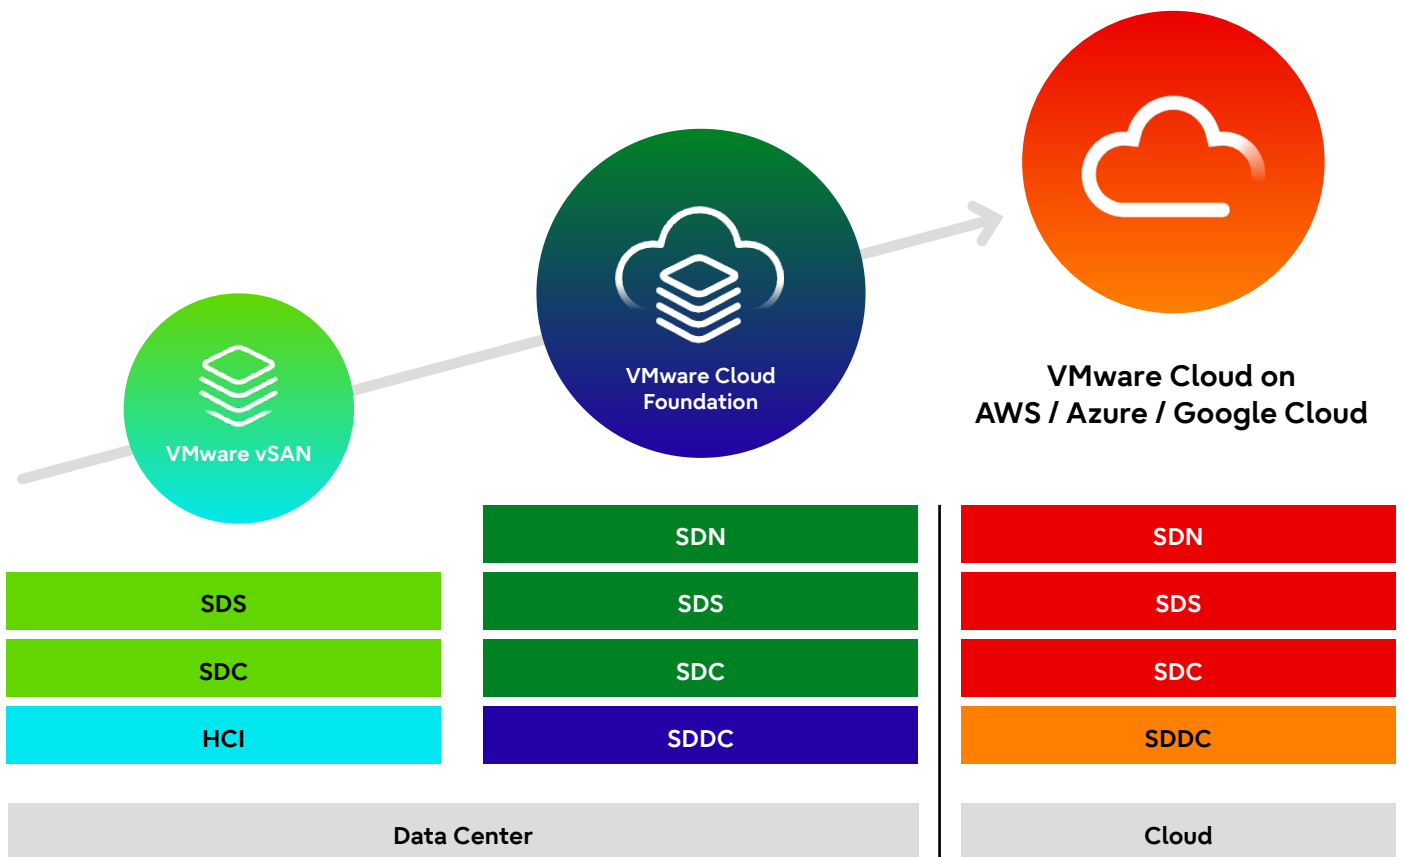 VMware vSAN
VMware Cloud
Foundation
VMware Cloud on
AWS / Azure / Google Cloud
SDS
SDC
HCI
SDN
SDS
SDC
SDDC
SDN
SDS
SDC
SDDC
Data Center
Cloud